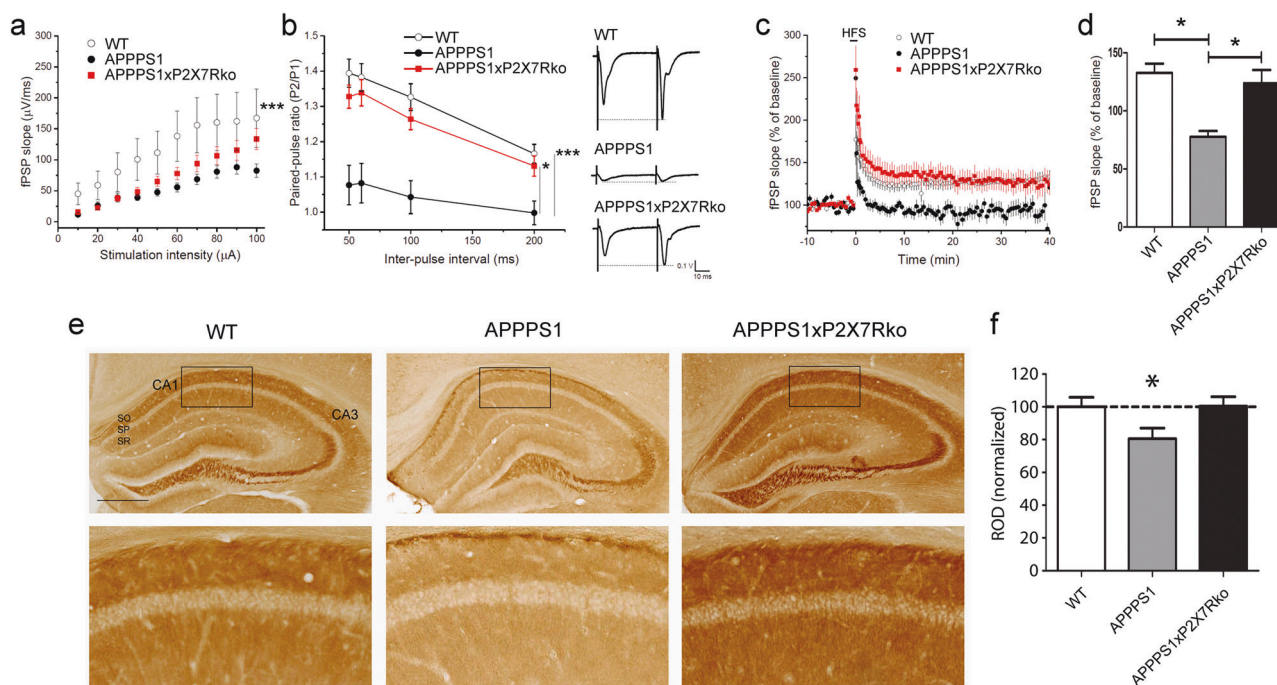 a
fPSP slope (µV/ms)
350
300
250
200
150
100
50
0
0 20 40 60 80 100
Stimulation intensity (µA)
WT
APPPS1
APPPS1xP2X7Rko
***
b
Paired-pulse ratio (P2/P1)
1.4
1.3
1.2
1.1
1.0
50 100 150 200
Inter-pulse interval (ms)
WT
APPPS1
APPPS1xP2X7Rko
*
***
WT
APPPS1
APPPS1xP2X7Rko
0.1 V
10 ms
c
HFS
WT
APPPS1
APPPS1xP2X7Rko
fPSP slope (% of baseline)
300
250
200
150
100
-10 0 10 20 30 40
Time (min)
d
* *
fPSP slope (% of baseline)
150
100
50
0
WT
APPPS1
APPPS1xP2X7Rko
e
WT APPPS1 APPPS1xP2X7Rko
CA1
CA3
SO
SP
SR
f
*
ROD (normalized)
120
100
80
60
40
20
0
WT
APPPS1
APPPS1xP2X7Rko